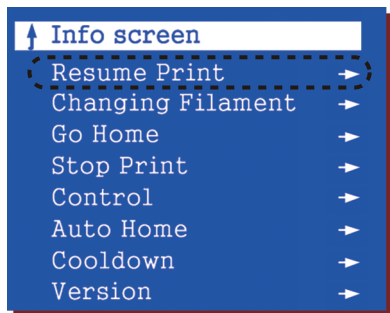 Info screen
Resume Print
Changing Filament
Go Home
Stop Print
Control
Auto Home
Cooldown
Version